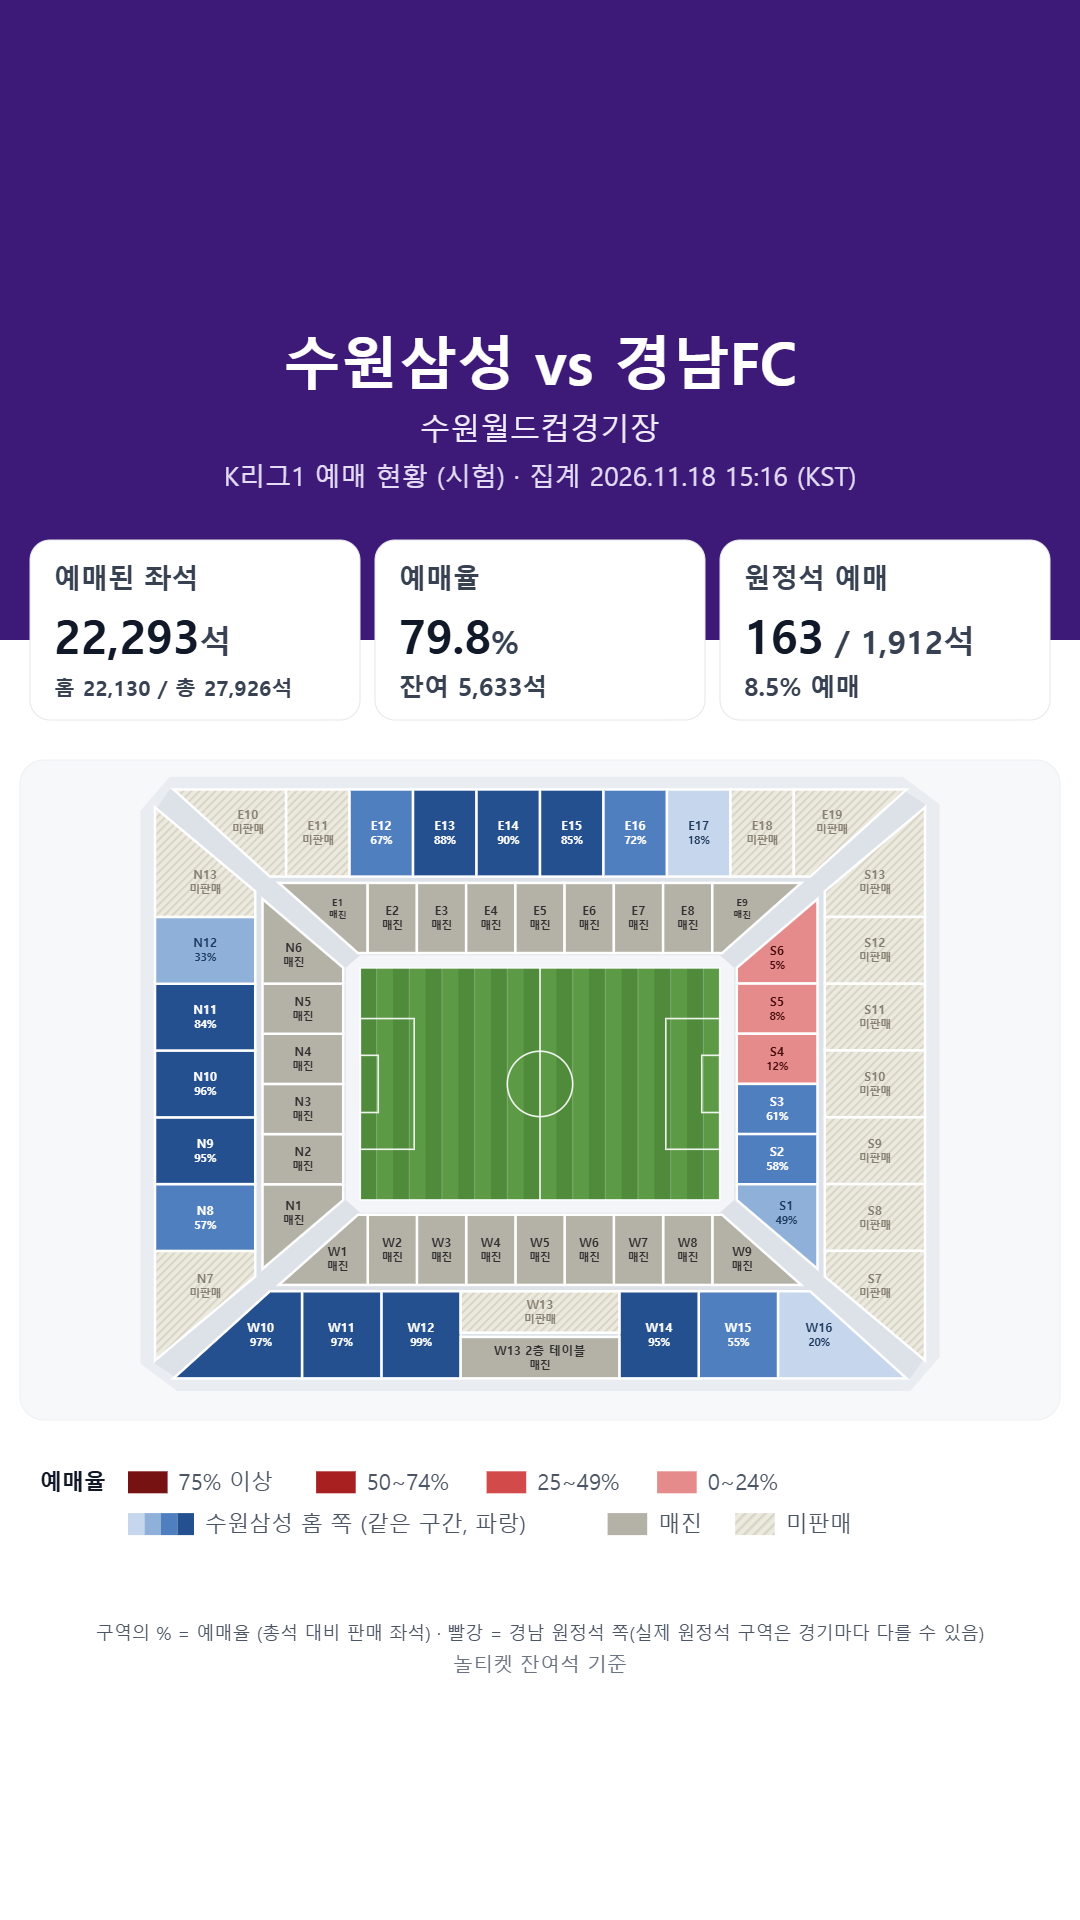 수원삼성 vs 경남FC
수원월드컵경기장
K리그1 예매 현황 (시험) · 집계 2026.11.18 15:16 (KST)
예매된 좌석
22,293석
홈 22,130 / 총 27,926석
예매율
79.8%
잔여 5,633석
원정석 예매
163 / 1,912석
8.5% 예매
E10
미판매
E11
미판매
E12
67%
E13
88%
E14
90%
E15
85%
E16
72%
E17
18%
E18
미판매
E19
미판매
E1
매진
E2
매진
E3
매진
E4
매진
E5
매진
E6
매진
E7
매진
E8
매진
E9
매진
N13
미판매
N12
33%
N11
84%
N10
96%
N9
95%
N8
57%
N7
미판매
N6
매진
N5
매진
N4
매진
N3
매진
N2
매진
N1
매진
S6
5%
S5
8%
S4
12%
S3
61%
S2
58%
S1
49%
S13
미판매
S12
미판매
S11
미판매
S10
미판매
S9
미판매
S8
미판매
S7
미판매
W1
매진
W2
매진
W3
매진
W4
매진
W5
매진
W6
매진
W7
매진
W8
매진
W9
매진
W10
97%
W11
97%
W12
99%
W13
미판매
W13 2층 테이블
매진
W14
95%
W15
55%
W16
20%
예매율 75% 이상 50~74% 25~49% 0~24%
수원삼성 홈 쪽 (같은 구간, 파랑) 매진 미판매
구역의 % = 예매율 (총석 대비 판매 좌석) · 빨강 = 경남 원정석 쪽(실제 원정석 구역은 경기마다 다를 수 있음)
놀티켓 잔여석 기준